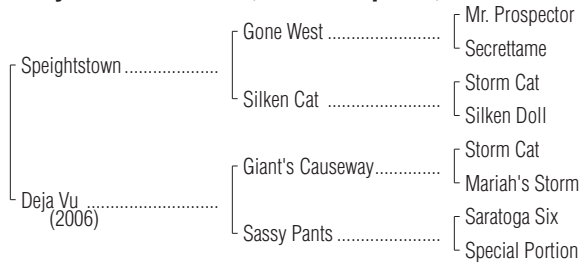 Mr. Prospector
Gone West
Secrettame
Speightstown
Storm Cat
Silken Cat
Silken Doll
Storm Cat
Giant's Causeway
Mariah's Storm
Deja Vu
(2006)
Saratoga Six
Sassy Pants
Special Portion